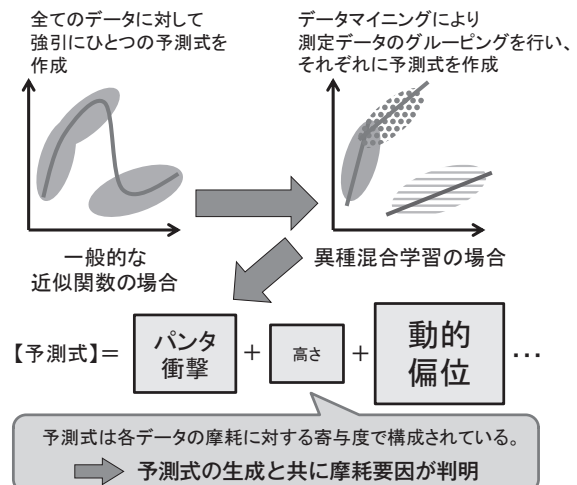 全てのデータに対して
強引にひとつの予測式を
作成
データマイニングにより
測定データのグルーピングを行い、
それぞれに予測式を作成
一般的な
近似関数の場合
異種混合学習の場合
【予測式】＝ パンタ衝撃 + 高さ + 動的偏位 …
予測式は各データの摩耗に対する寄与度で構成されている。
予測式の生成と共に摩耗要因が判明